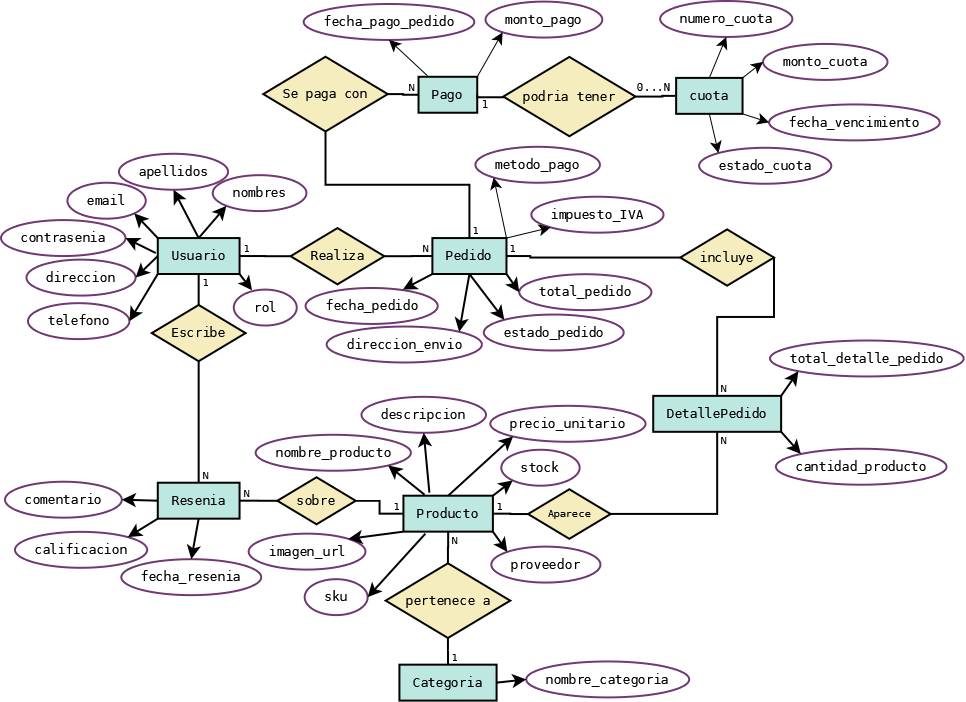 fecha_pago_pedido
monto_pago
numero_cuota
monto_cuota
Se paga con
N
Pago
1
podria tener
0...N
cuota
fecha_vencimiento
estado_cuota
metodo_pago
apellidos
nombres
email
impuesto_IVA
contrasenia
Usuario
1
Realiza
N
1
Pedido
1
incluye
direccion
1
rol
total_pedido
fecha_pedido
telefono
Escribe
direccion_envio
estado_pedido
total_detalle_pedido
N
DetallePedido
N
descripcion
precio_unitario
nombre_producto
stock
cantidad_producto
N
comentario
Resenia
N
sobre
1
Producto
1
Aparece
calificacion
imagen_url
N
proveedor
fecha_resenia
sku
pertenece a
1
Categoria
nombre_categoria